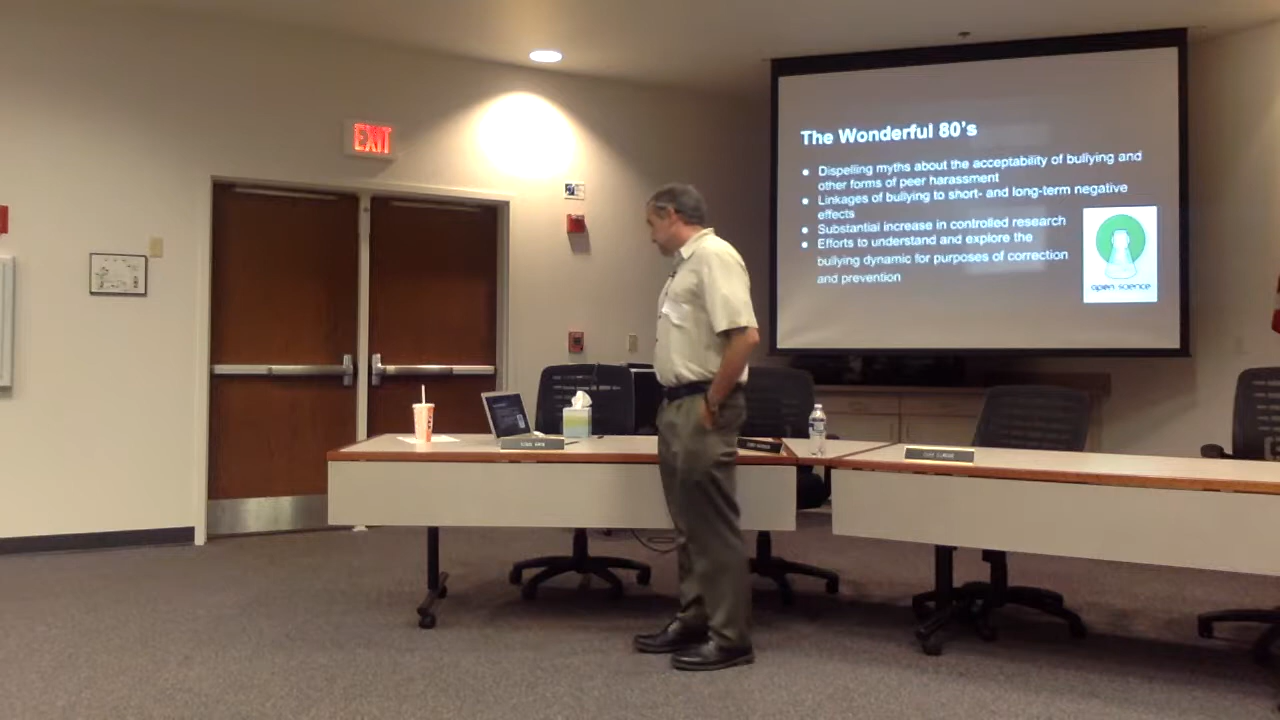 EXIT
The Wonderful 80's
• Dispelling myths about the acceptability of bullying and
other forms of peer harassment
• Linkages of bullying to short- and long-term negative
effects
• Substantial increase in controlled research
• Efforts to understand and explore the
bullying dynamic for purposes of correction
and prevention
open science